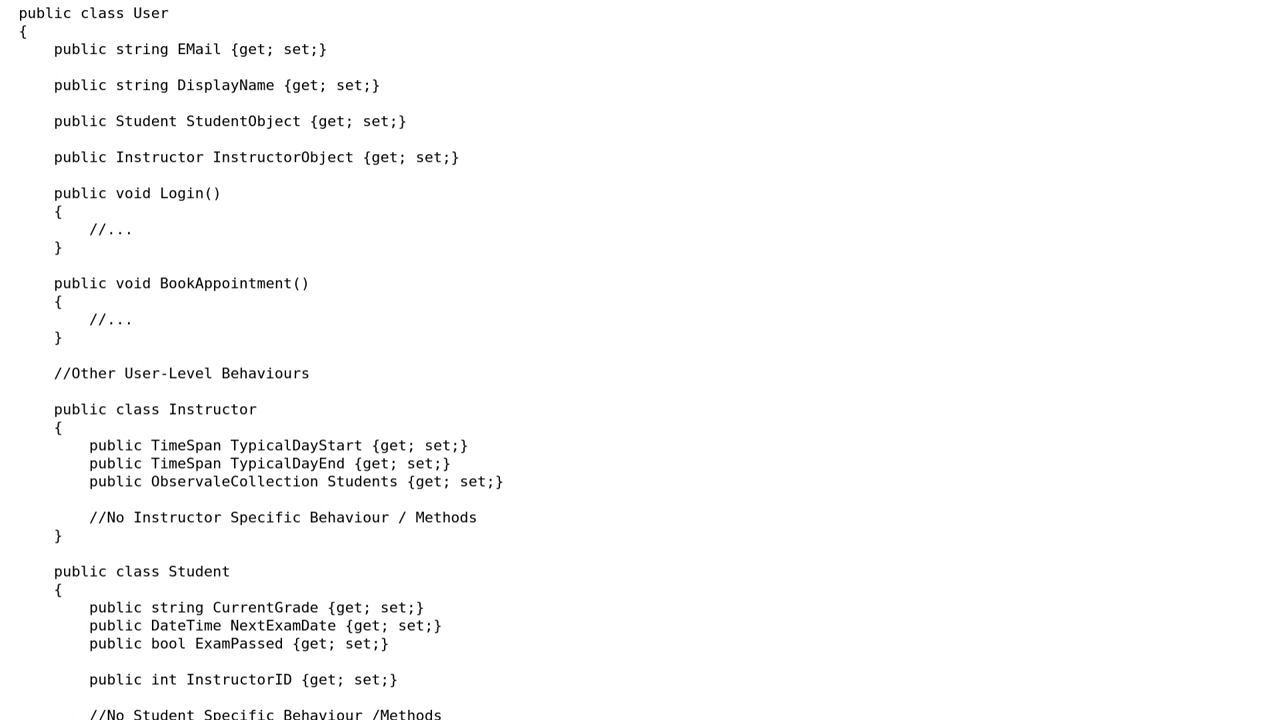 public class User
{
    public string EMail {get; set;}

    public string DisplayName {get; set;}

    public Student StudentObject {get; set;}

    public Instructor InstructorObject {get; set;}

    public void Login()
    {
        //...
    }

    public void BookAppointment()
    {
        //...
    }

    //Other User-Level Behaviours

    public class Instructor
    {
        public TimeSpan TypicalDayStart {get; set;}
        public TimeSpan TypicalDayEnd {get; set;}
        public ObservaleCollection Students {get; set;}

        //No Instructor Specific Behaviour / Methods
    }

    public class Student
    {
        public string CurrentGrade {get; set;}
        public DateTime NextExamDate {get; set;}
        public bool ExamPassed {get; set;}

        public int InstructorID {get; set;}

        //No Student Specific Behaviour /Methods